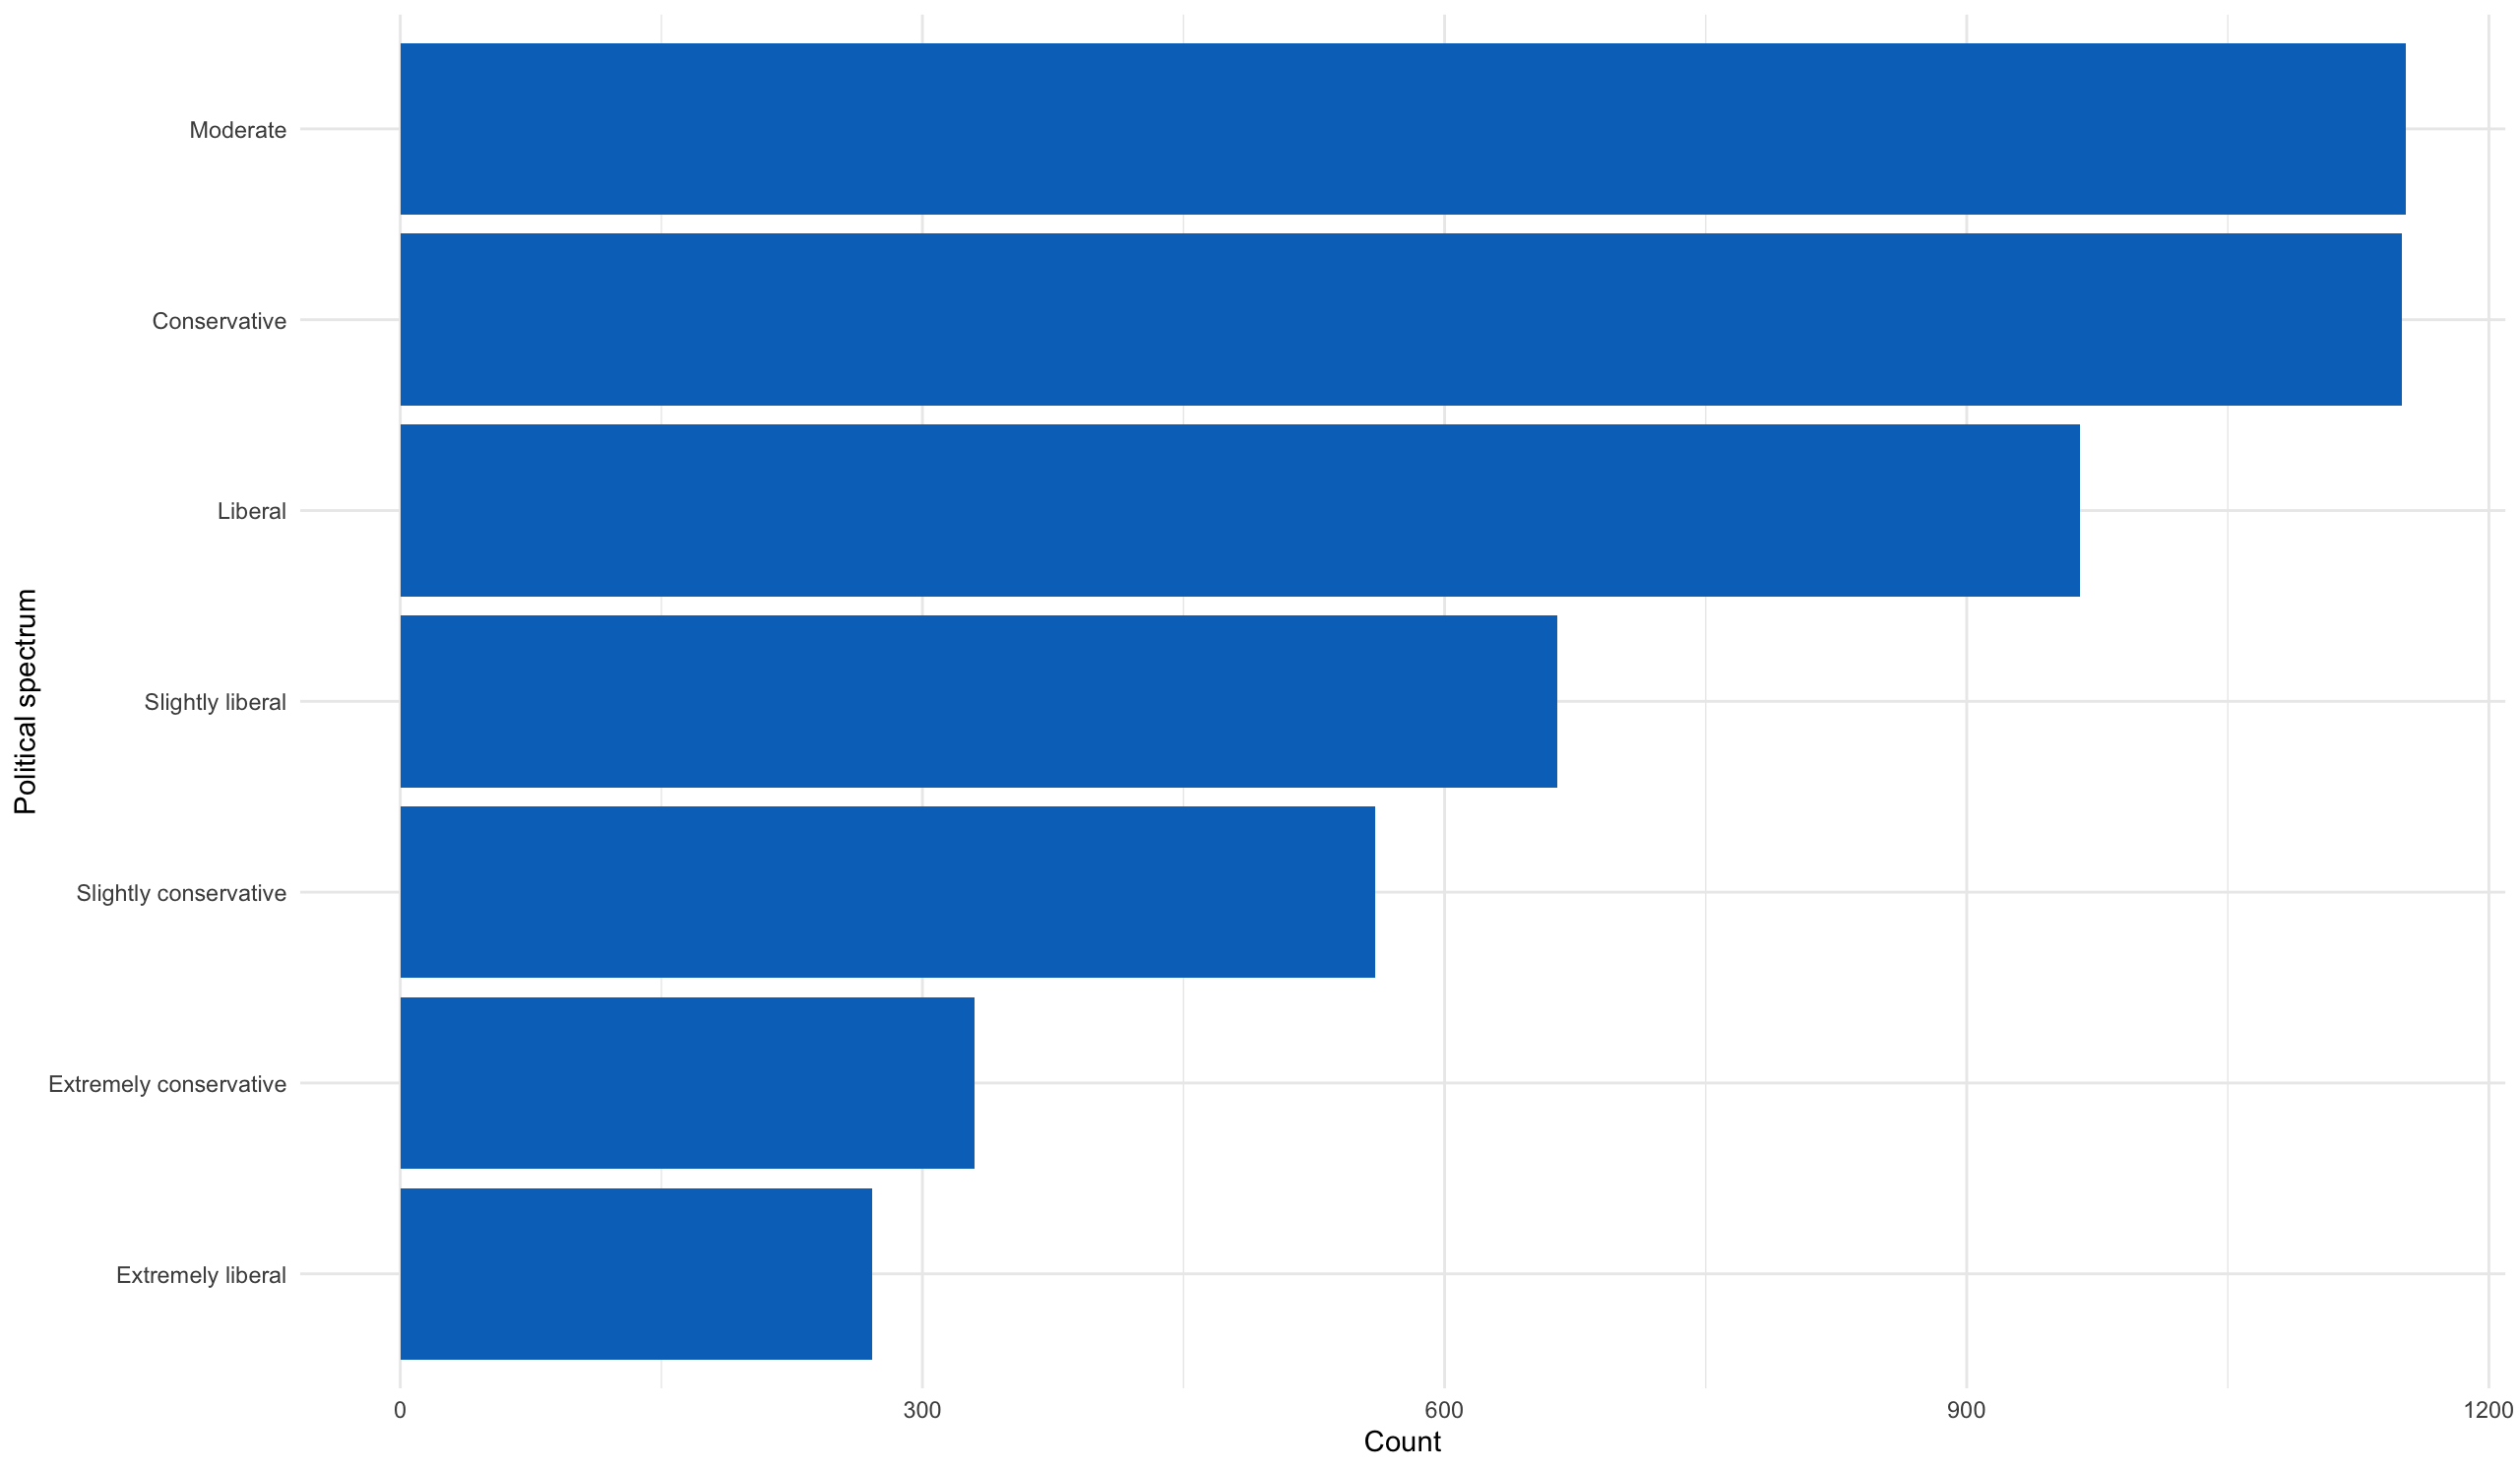 Moderate
Conservative
Liberal
Slightly liberal
Slightly conservative
Extremely conservative
Extremely liberal
Political spectrum
0 300 600 900 1200
Count